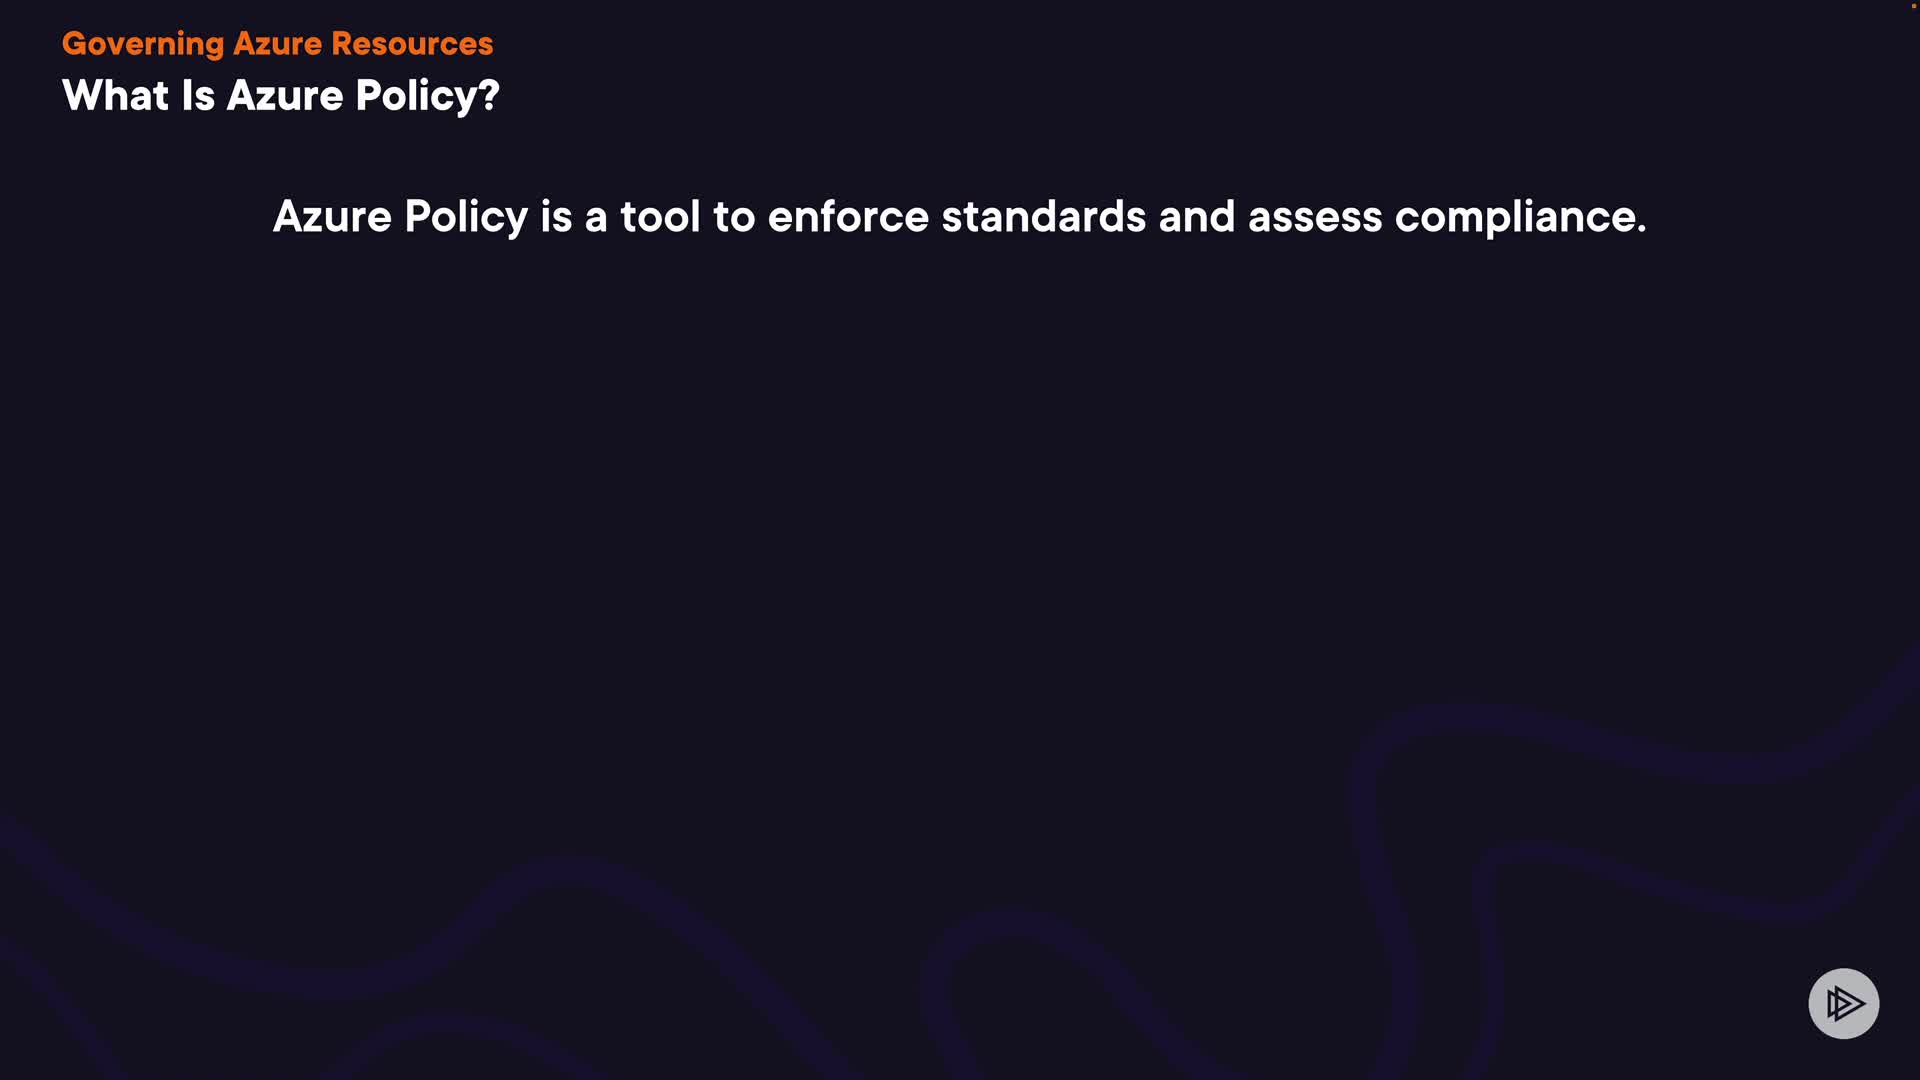 Governing Azure Resources
What Is Azure Policy?
Azure Policy is a tool to enforce standards and assess compliance.